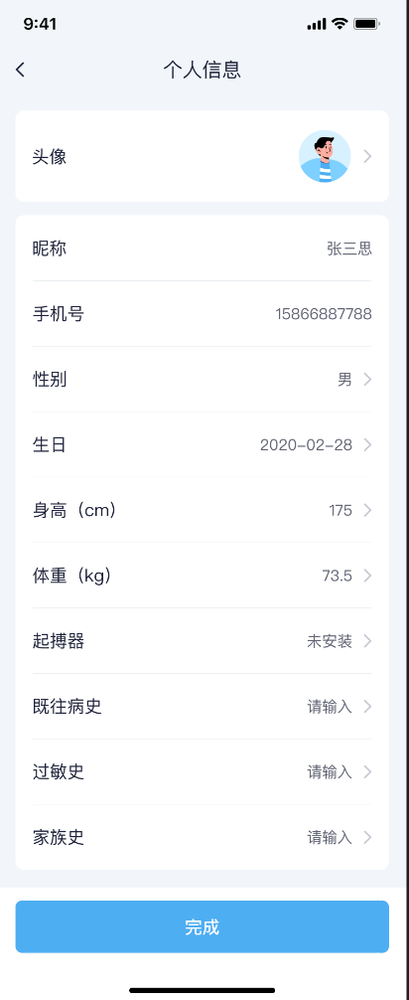 9:41
个人信息
头像
昵称 张三思
手机号 15866887788
性别 男
生日 2020-02-28
身高（cm） 175
体重（kg） 73.5
起搏器 未安装
既往病史 请输入
过敏史 请输入
家族史 请输入
完成